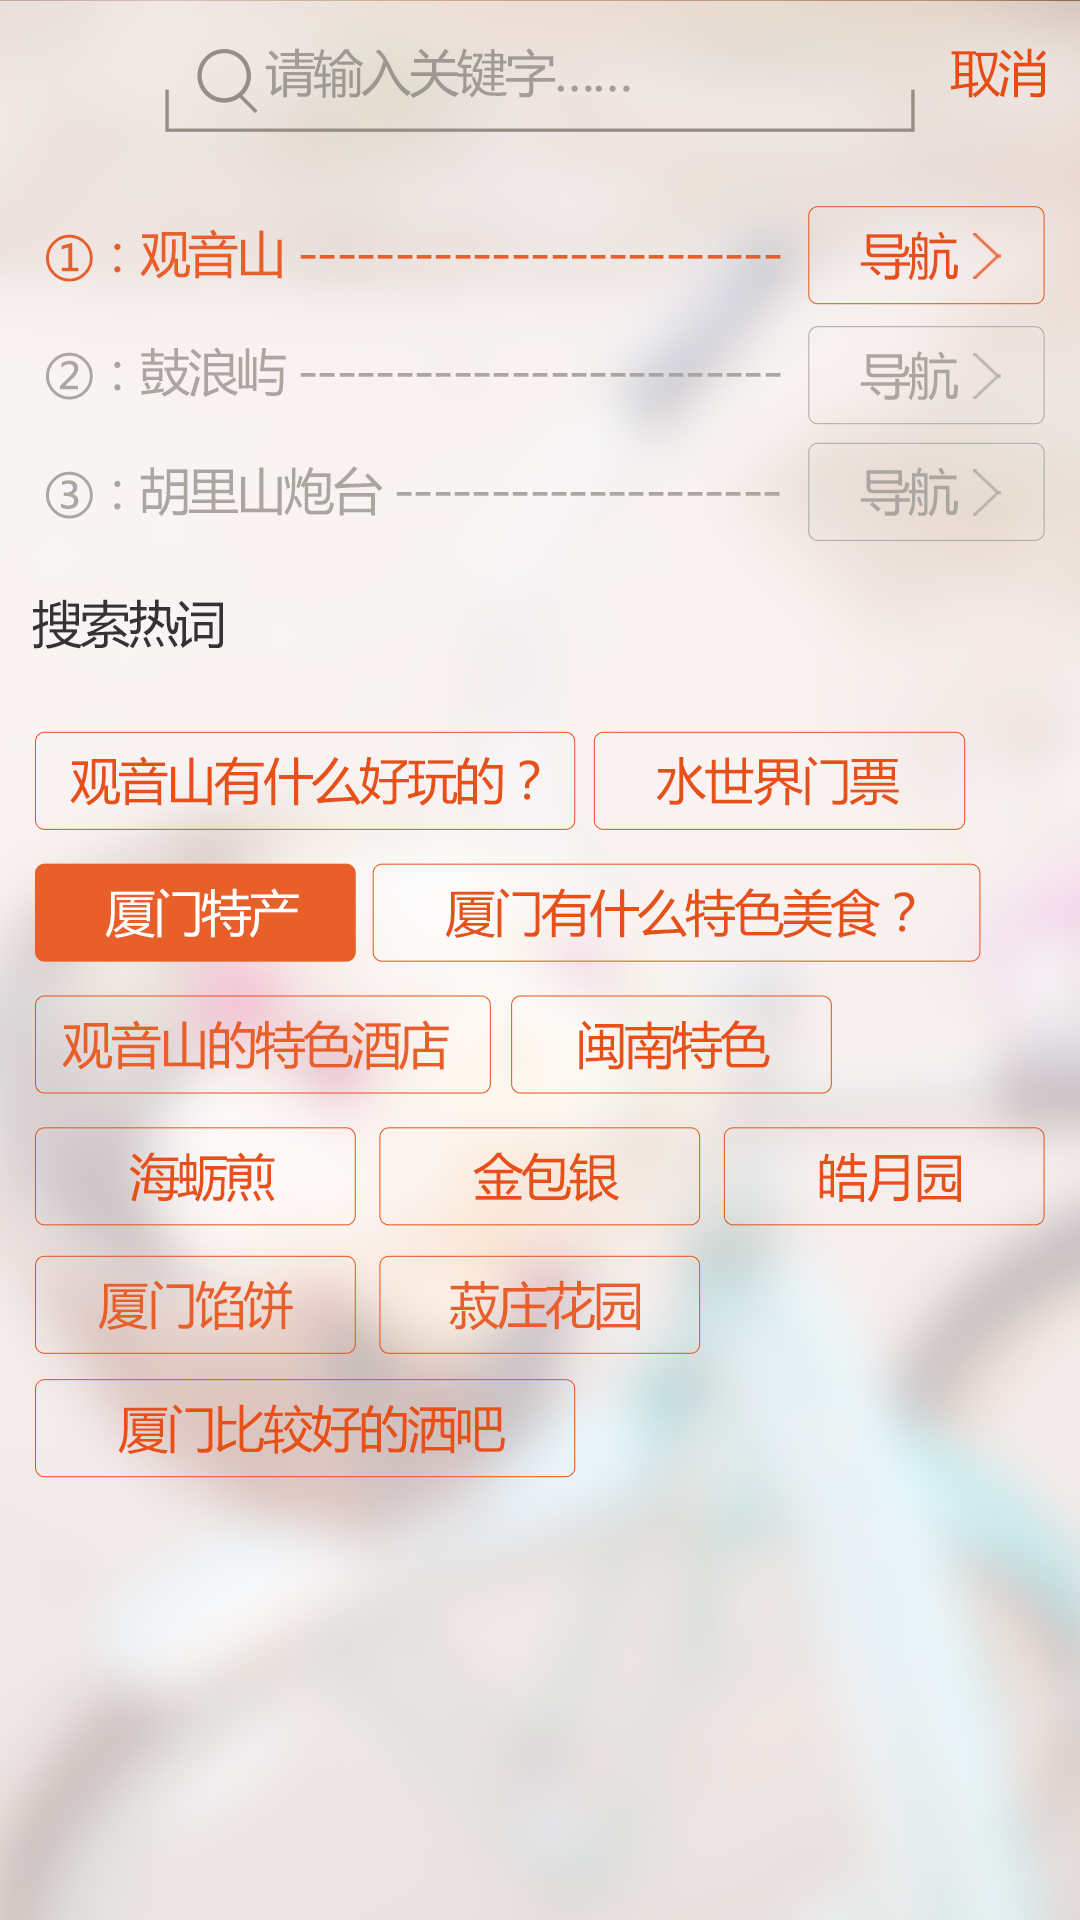 请输入关键字…… 取消
①：观音山 ------------------------- 导航
②：鼓浪屿 ------------------------- 导航
③：胡里山炮台 -------------------- 导航
搜索热词
观音山有什么好玩的？ 水世界门票
厦门特产 厦门有什么特色美食？
观音山的特色酒店 闽南特色
海蛎煎 金包银 皓月园
厦门馅饼 菽庄花园
厦门比较好的洒吧